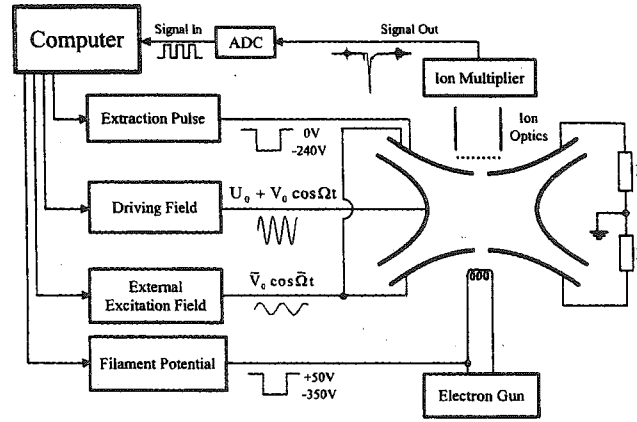 Computer
Signal In
ADC
Signal Out
Ion Multiplier
Ion
Optics
Extraction Pulse
0V
-240V
Driving Field
U₀ + V₀ cosΩt
External
Excitation Field
V̄₀ cosΩ̄t
Filament Potential
+50V
-350V
Electron Gun